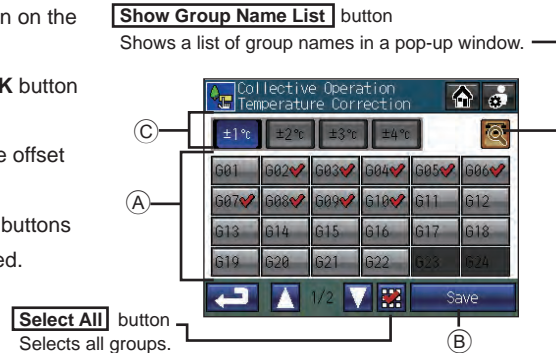 n on the
K button
e offset
buttons
ed.
Show Group Name List button
Shows a list of group names in a pop-up window.
Collective Operation
Temperature Correction
C
±1℃ ±2℃ ±3℃ ±4℃
A
G01 G02 G03 G04 G05 G06
G07 G08 G09 G10 G11 G12
G13 G14 G15 G16 G17 G18
G19 G20 G21 G22 G23 G24
1/2 Save
Select All button
Selects all groups.
B